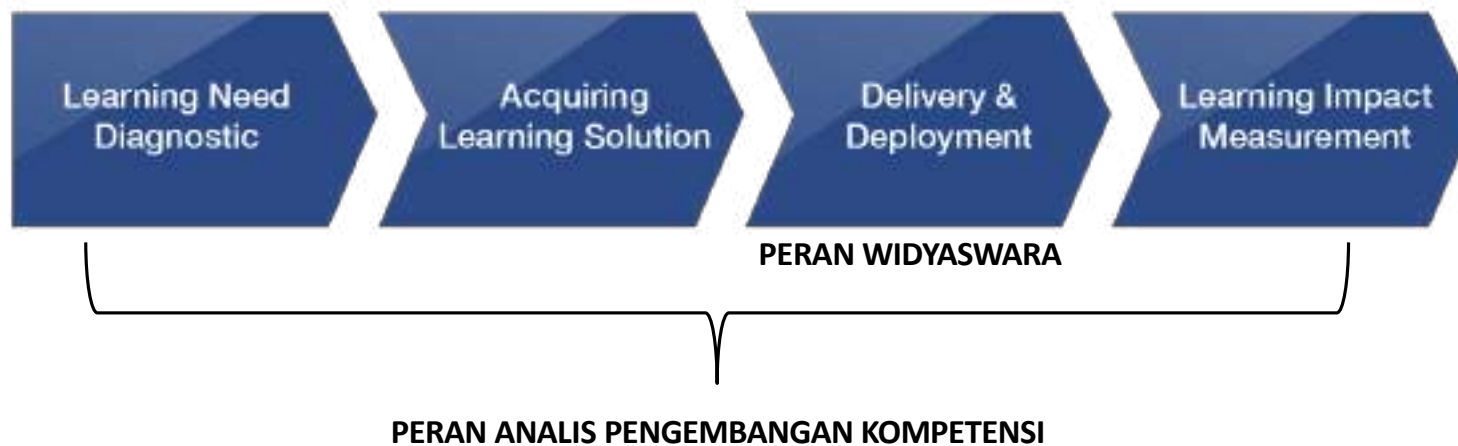 Learning Need
Diagnostic
Acquiring
Learning Solution
Delivery &
Deployment
Learning Impact
Measurement
PERAN WIDYASWARA
PERAN ANALIS PENGEMBANGAN KOMPETENSI